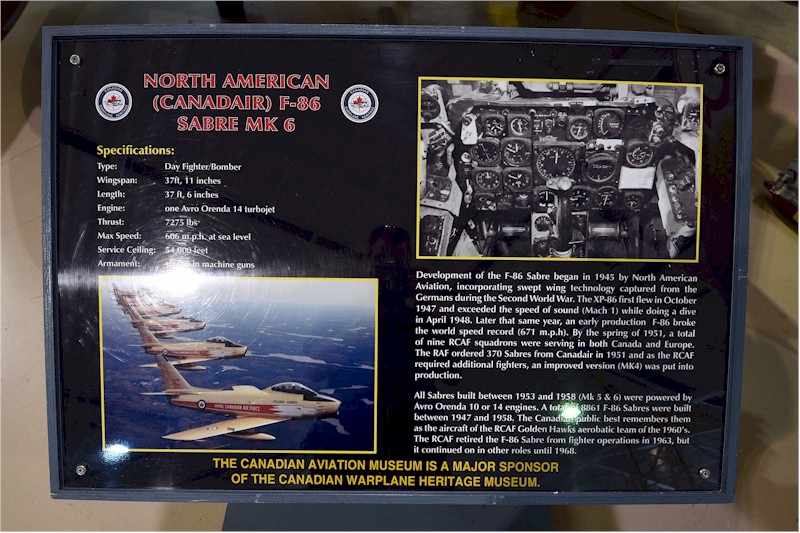 NORTH AMERICAN
(CANADAIR) F-86
SABRE MK 6
Specifications:
Type: Day Fighter/Bomber
Wingspan: 37ft, 11 inches
Length: 37 ft, 6 inches
Engine: one Avro Orenda 14 turbojet
Thrust: 7275 lbs
Max Speed: 606 m.p.h. at sea level
Service Ceiling: 54,000 feet
Armament: in machine guns
ROYAL CANADIAN AIR FORCE
GOLDEN HAWKS
Development of the F-86 Sabre began in 1945 by North American
Aviation, incorporating swept wing technology captured from the
Germans during the Second World War. The XP-86 first flew in October
1947 and exceeded the speed of sound (Mach 1) while doing a dive
in April 1948. Later that same year, an early production F-86 broke
the world speed record (671 m.p.h). By the spring of 1951, a total
of nine RCAF squadrons were serving in both Canada and Europe.
The RAF ordered 370 Sabres from Canadair in 1951 and as the RCAF
required additional fighters, an improved version (MK4) was put into
production.
All Sabres built between 1953 and 1958 (Mk 5 & 6) were powered by
Avro Orenda 10 or 14 engines. A total of 8861 F-86 Sabres were built
between 1947 and 1958. The Canadian public best remembers them
as the aircraft of the RCAF Golden Hawks aerobatic team of the 1960's.
The RCAF retired the F-86 Sabre from fighter operations in 1963, but
it continued on in other roles until 1968.
THE CANADIAN AVIATION MUSEUM IS A MAJOR SPONSOR
OF THE CANADIAN WARPLANE HERITAGE MUSEUM.